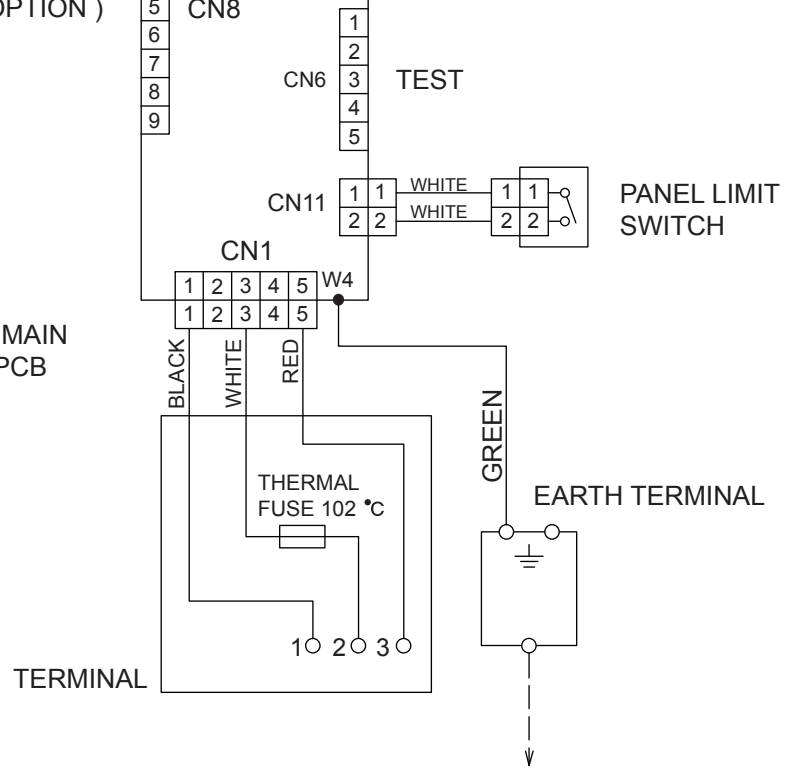 OPTION )
5
CN8
6
7
8
9
1
2
CN6
3
TEST
4
5
CN11
1 1
WHITE
1 1
2 2
WHITE
2 2
PANEL LIMIT
SWITCH
CN1
1 2 3 4 5
W4
1 2 3 4 5
MAIN
PCB
BLACK
WHITE
RED
GREEN
THERMAL
FUSE 102 °C
EARTH TERMINAL
1 2 3
TERMINAL